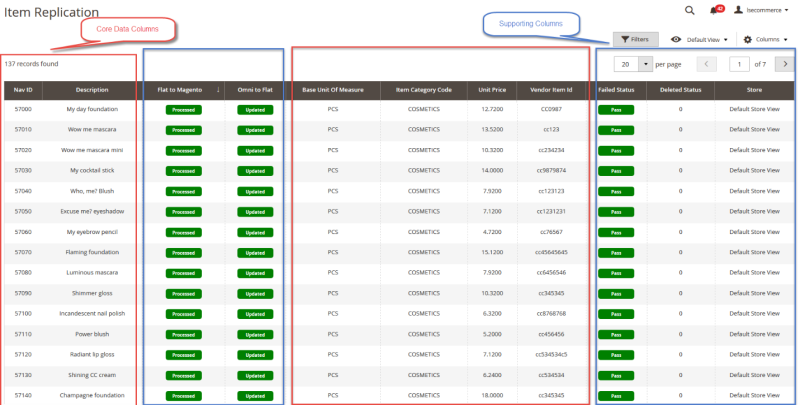 Item Replication
42
lsecommerce
Core Data Columns
Supporting Columns
Filters
Default View
Columns
137 records found
20
per page
1
of 7
Nav ID Description Flat to Magento ↓ Omni to Flat Base Unit Of Measure Item Category Code Unit Price Vendor Item Id Failed Status Deleted Status Store
57000 My day foundation Processed Updated PCS COSMETICS 12.7200 CC0987 Pass 0 Default Store View
57010 Wow me mascara Processed Updated PCS COSMETICS 13.5200 cc123 Pass 0 Default Store View
57020 Wow me mascara mini Processed Updated PCS COSMETICS 10.3200 cc234234 Pass 0 Default Store View
57030 My cocktail stick Processed Updated PCS COSMETICS 14.0000 cc9879874 Pass 0 Default Store View
57040 Who, me? Blush Processed Updated PCS COSMETICS 7.9200 cc123123 Pass 0 Default Store View
57050 Excuse me? eyeshadow Processed Updated PCS COSMETICS 7.1200 cc1231231 Pass 0 Default Store View
57060 My eyebrow pencil Processed Updated PCS COSMETICS 4.7200 cc76567 Pass 0 Default Store View
57070 Flaming foundation Processed Updated PCS COSMETICS 15.1200 cc45645645 Pass 0 Default Store View
57080 Luminous mascara Processed Updated PCS COSMETICS 7.9200 cc6456546 Pass 0 Default Store View
57090 Shimmer gloss Processed Updated PCS COSMETICS 10.3200 cc345345 Pass 0 Default Store View
57100 Incandescent nail polish Processed Updated PCS COSMETICS 6.3200 cc8768768 Pass 0 Default Store View
57110 Power blush Processed Updated PCS COSMETICS 5.2000 cc456456 Pass 0 Default Store View
57120 Radiant lip gloss Processed Updated PCS COSMETICS 7.1200 cc534534c5 Pass 0 Default Store View
57130 Shining CC cream Processed Updated PCS COSMETICS 6.2400 cc534534 Pass 0 Default Store View
57140 Champagne foundation Processed Updated PCS COSMETICS 18.0000 cc345345 Pass 0 Default Store View